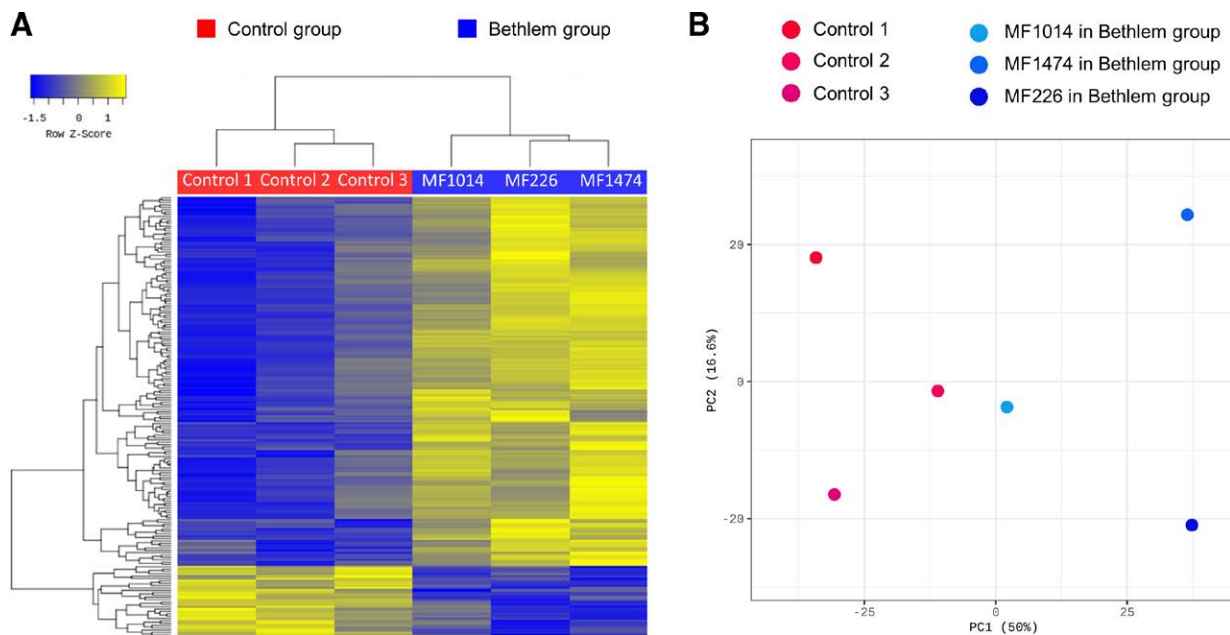 A
Control group
Bethlem group
-1.5 0 1
Row Z-Score
Control 1 Control 2 Control 3 MF1014 MF226 MF1474
B
Control 1
Control 2
Control 3
MF1014 in Bethlem group
MF1474 in Bethlem group
MF226 in Bethlem group
PC2 (16.6%)
20
0
-20
-25 0 25
PC1 (50%)